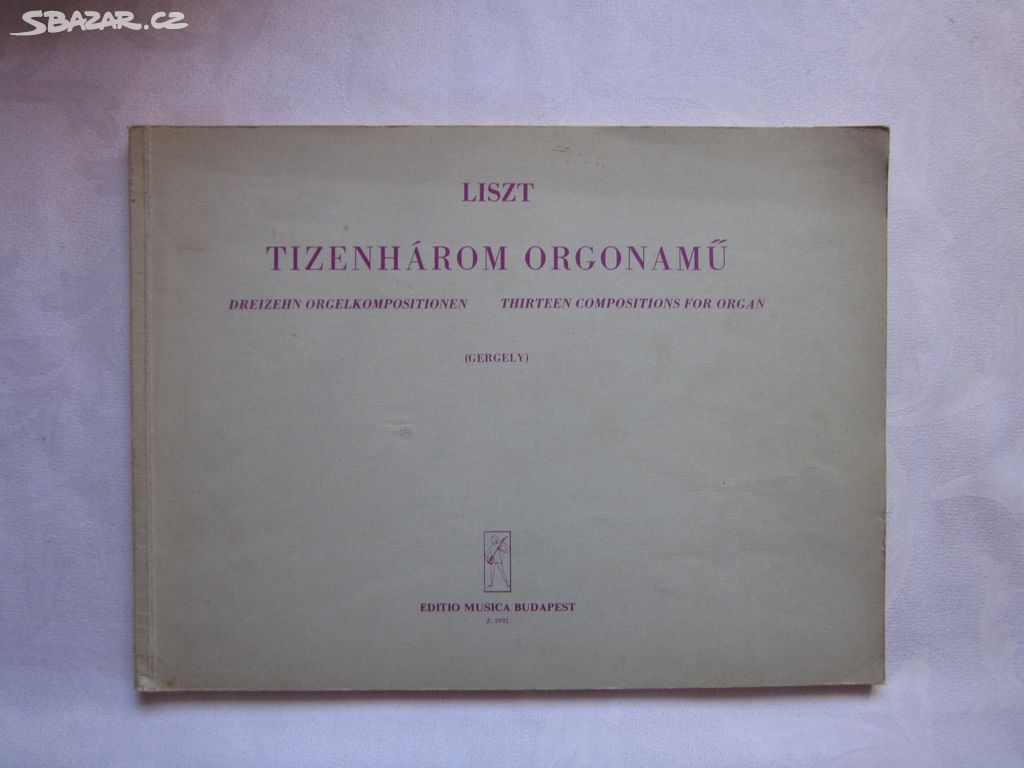 SBAZAR.CZ
LISZT
TIZENHÁROM ORGONAMŰ
DREIZEHN ORGELKOMPOSITIONEN THIRTEEN COMPOSITIONS FOR ORGAN
(GERGELY)
EDITIO MUSICA BUDAPEST
Z. 2992